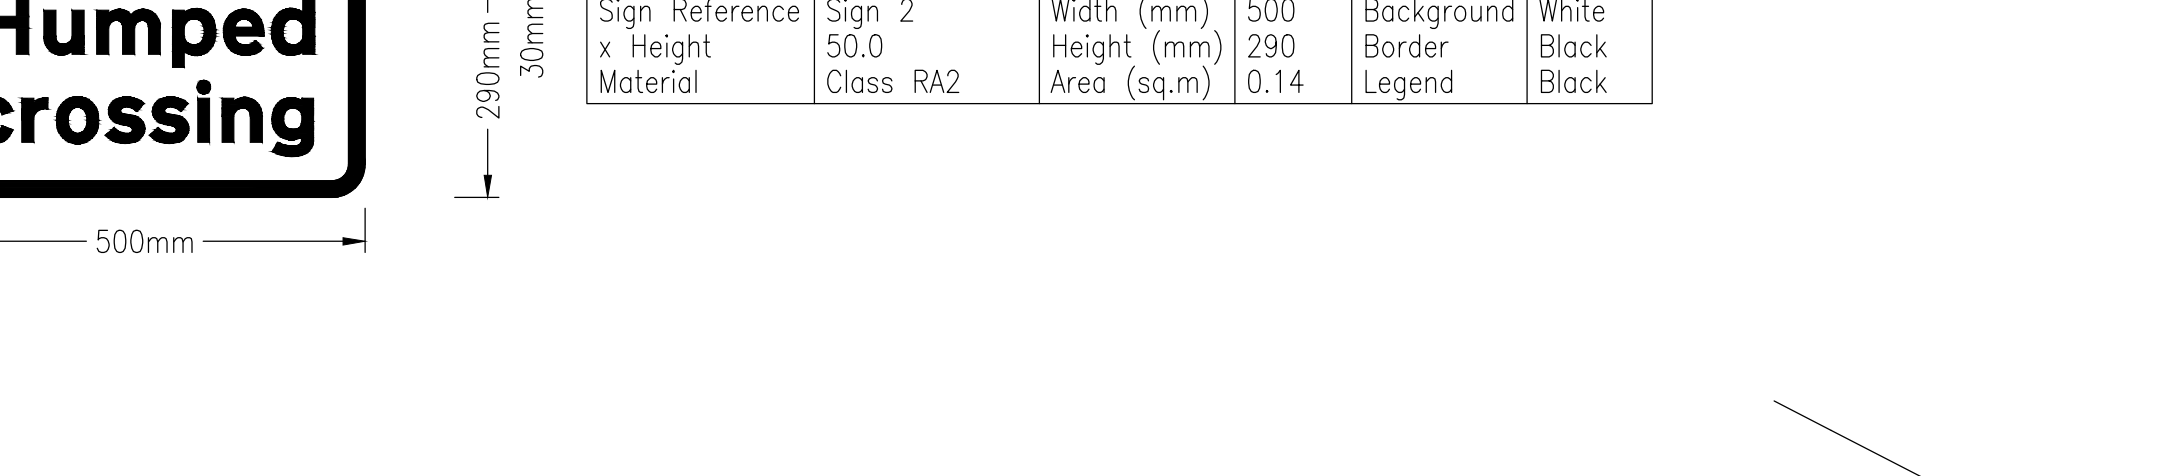 Humped
crossing
500mm
290mm
30mm
Sign Reference Sign 2 Width (mm) 500 Background White
x Height 50.0 Height (mm) 290 Border Black
Material Class RA2 Area (sq.m) 0.14 Legend Black